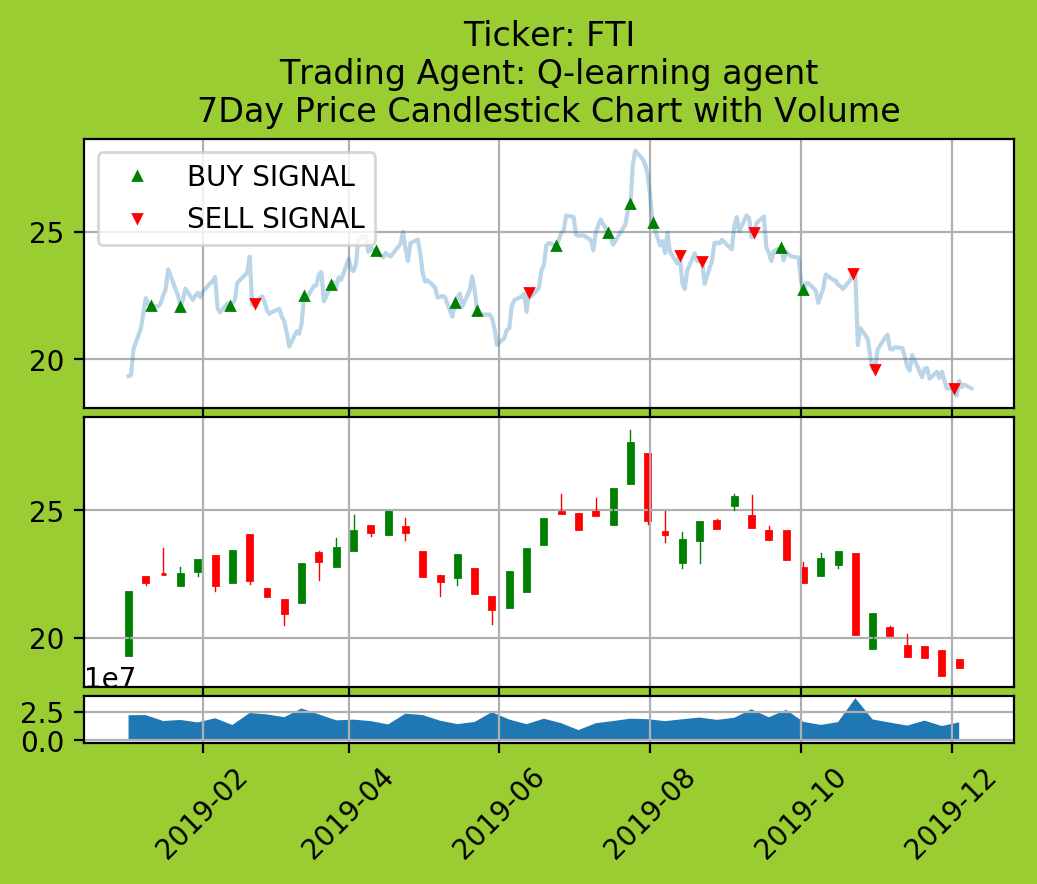 Ticker: FTI
Trading Agent: Q-learning agent
7Day Price Candlestick Chart with Volume
BUY SIGNAL
SELL SIGNAL
25
20
25
20
1e7
2.5
0.0
2019-02
2019-04
2019-06
2019-08
2019-10
2019-12